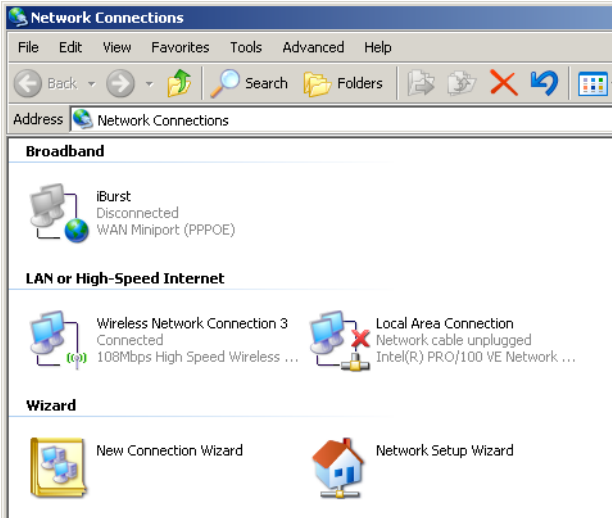 Network Connections
File Edit View Favorites Tools Advanced Help
Back Search Folders
Address Network Connections
Broadband
iBurst
Disconnected
WAN Miniport (PPPOE)
LAN or High-Speed Internet
Wireless Network Connection 3
Connected
108Mbps High Speed Wireless ...
Local Area Connection
Network cable unplugged
Intel(R) PRO/100 VE Network ...
Wizard
New Connection Wizard
Network Setup Wizard